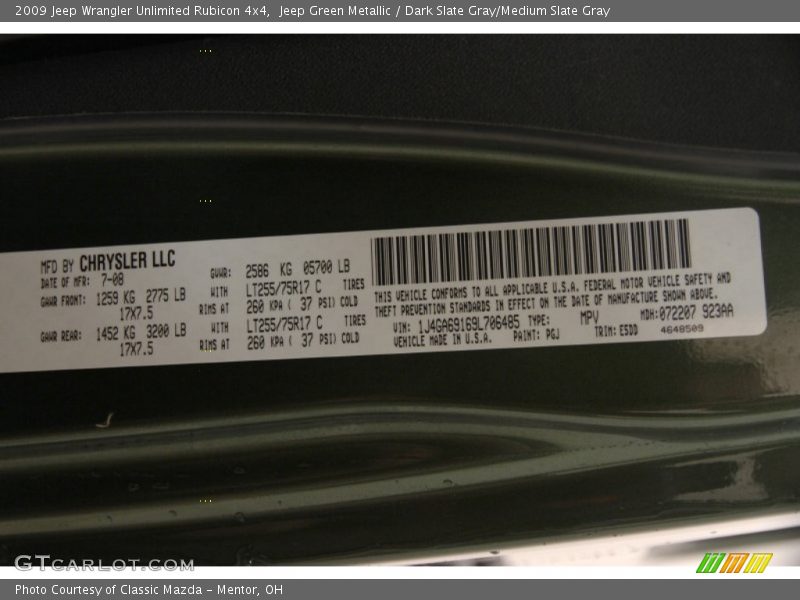 2009 Jeep Wrangler Unlimited Rubicon 4x4,  Jeep Green Metallic / Dark Slate Gray/Medium Slate Gray
MFD BY CHRYSLER LLC
DATE OF MFR: 7-08
GVWR: 2586 KG 05700 LB
GAWR FRONT: 1259 KG 2775 LB WITH LT255/75R17 C TIRES
17X7.5 RIMS AT 260 KPA ( 37 PSI) COLD
GAWR REAR: 1452 KG 3200 LB WITH LT255/75R17 C TIRES
17X7.5 RIMS AT 260 KPA ( 37 PSI) COLD
THIS VEHICLE CONFORMS TO ALL APPLICABLE U.S.A. FEDERAL MOTOR VEHICLE SAFETY AND
THEFT PREVENTION STANDARDS IN EFFECT ON THE DATE OF MANUFACTURE SHOWN ABOVE.
VIN: 1J4GA69169L706485 TYPE: MPV MDH: 072207 923AA
VEHICLE MADE IN U.S.A. PAINT: PGJ TRIM: E5DD 4648509
GTCARLOT.COM
Photo Courtesy of Classic Mazda - Mentor, OH